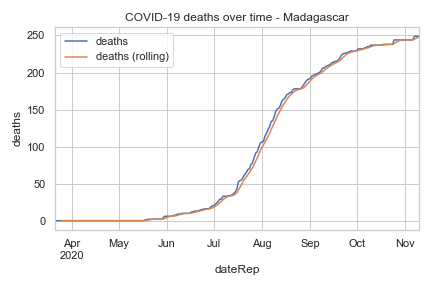 COVID-19 deaths over time - Madagascar
deaths
deaths (rolling)
deaths
250
200
150
100
50
0
Apr May Jun Jul Aug Sep Oct Nov
2020
dateRep